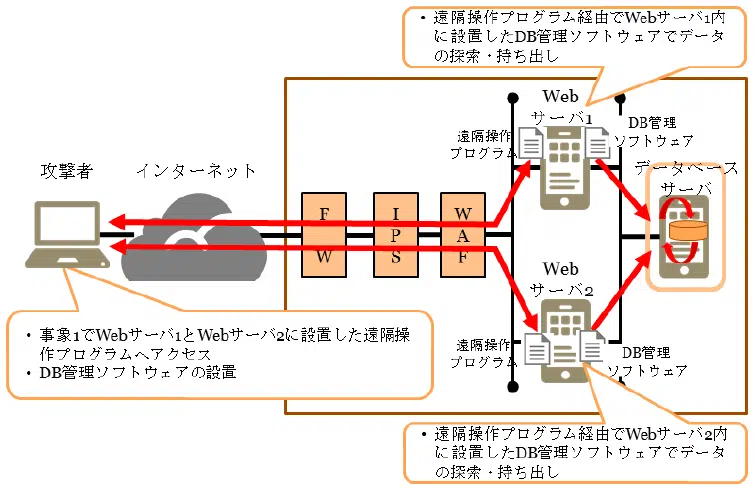 ・遠隔操作プログラム経由でWebサーバ1内
に設置したDB管理ソフトウェアでデータ
の探索・持ち出し
Web
サーバ1
遠隔操作
プログラム
DB管理
ソフトウェア
攻撃者
インターネット
データベース
サーバ
F
W
I
P
S
W
A
F
Web
サーバ2
・事象1でWebサーバ1とWebサーバ2に設置した遠隔操
作プログラムへアクセス
・DB管理ソフトウェアの設置
遠隔操作
プログラム
DB管理
ソフトウェア
・遠隔操作プログラム経由でWebサーバ2内
に設置したDB管理ソフトウェアでデータ
の探索・持ち出し